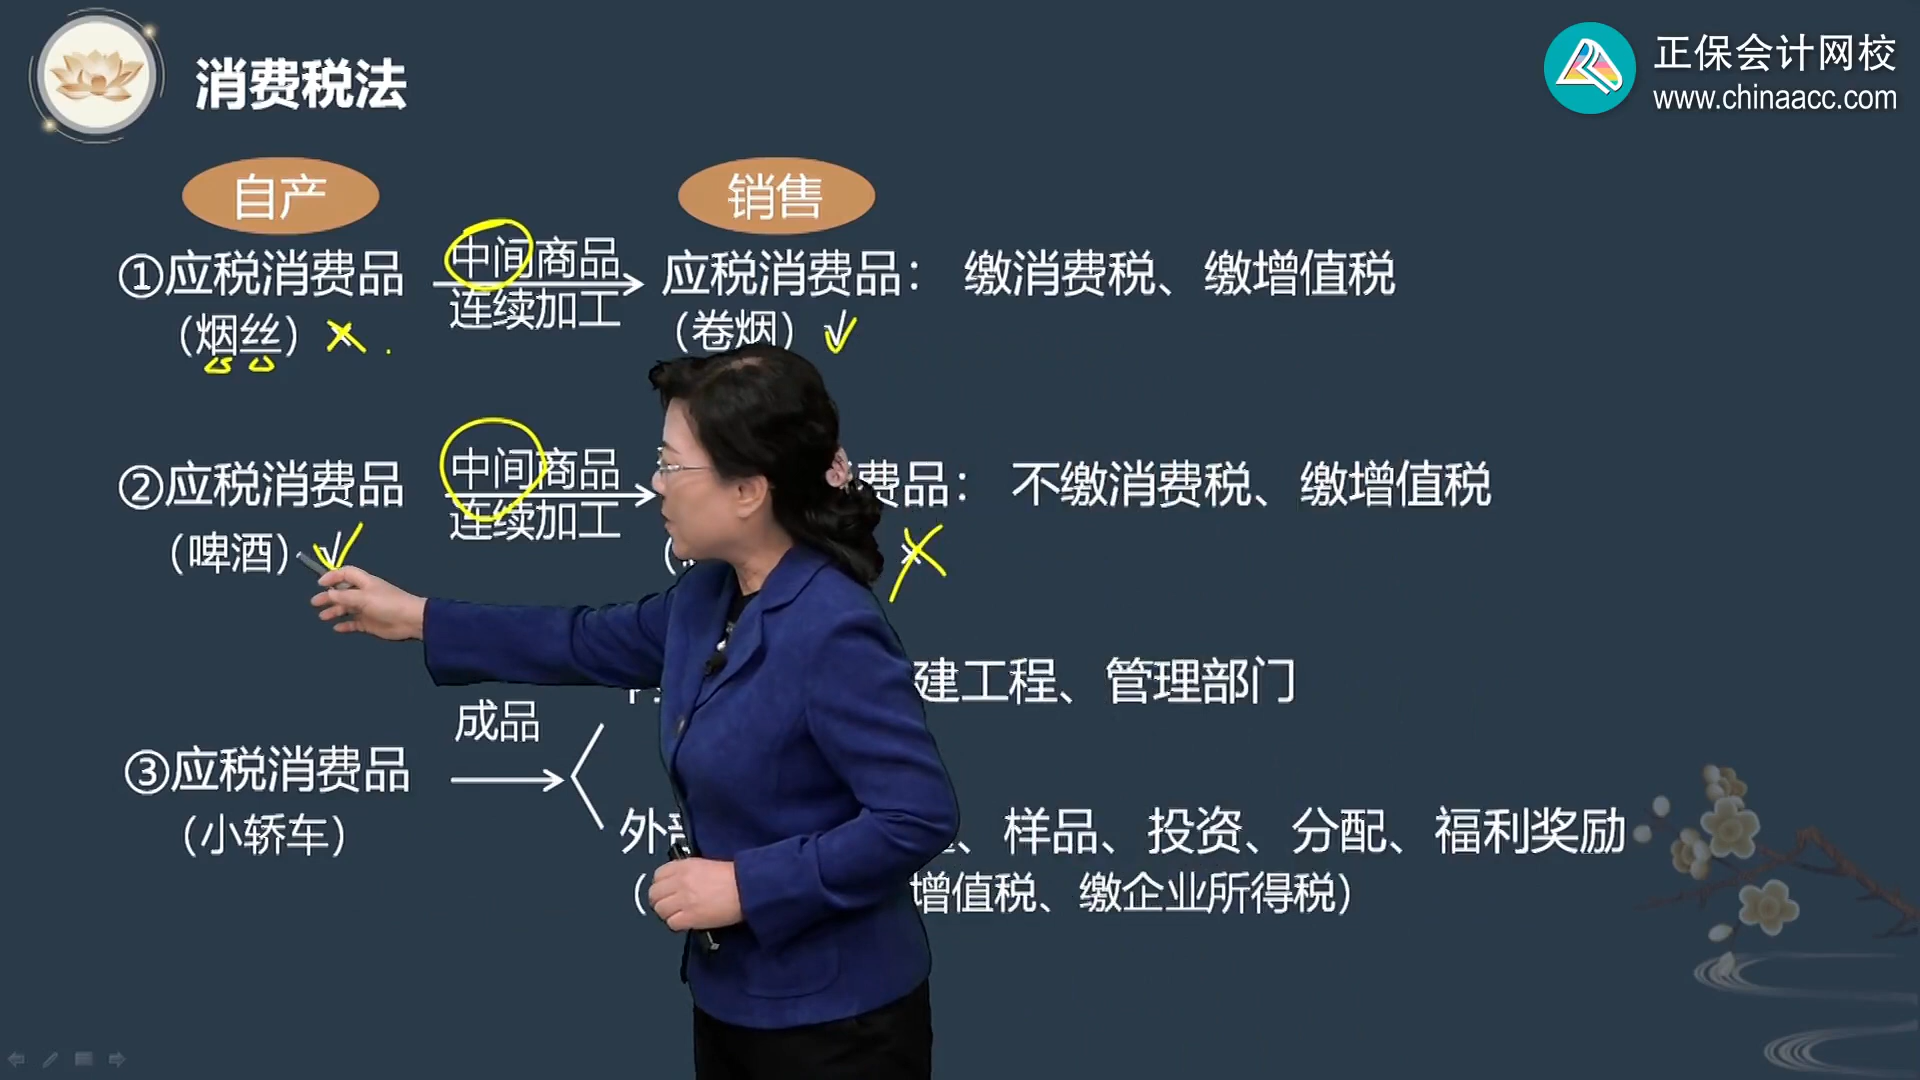 消费税法
正保会计网校
www.chinaacc.com
自产
销售
①应税消费品
中间商品
连续加工
应税消费品： 缴消费税、缴增值税
（烟丝）×
（卷烟）√
②应税消费品
中间商品
连续加工
费品： 不缴消费税、缴增值税
（啤酒）√
×
建工程、管理部门
成品
③应税消费品
（小轿车）
外
、样品、投资、分配、福利奖励
（
增值税、缴企业所得税）